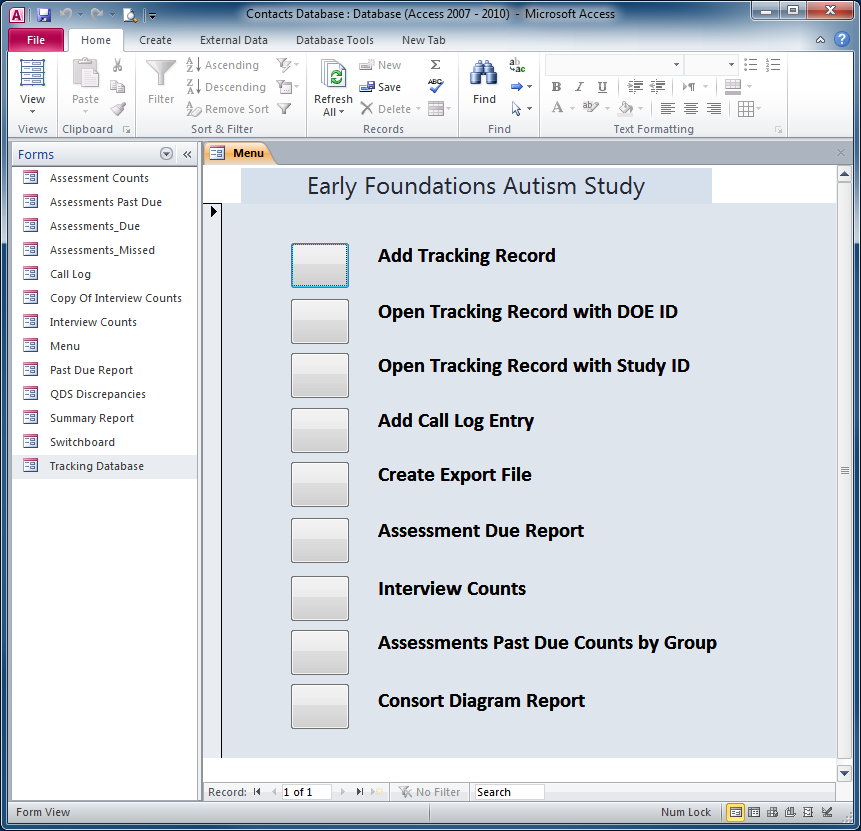 Contacts Database : Database (Access 2007 - 2010) - Microsoft Access
File Home Create External Data Database Tools New Tab
View
Views
Paste
Clipboard
Filter
Ascending
Descending
Remove Sort
Sort & Filter
Refresh
All
New
Save
Delete
Records
ABC
Find
ab
ac
Find
B I U
A ab
Text Formatting
Forms
Assessment Counts
Assessments Past Due
Assessments_Due
Assessments_Missed
Call Log
Copy Of Interview Counts
Interview Counts
Menu
Past Due Report
QDS Discrepancies
Summary Report
Switchboard
Tracking Database
Menu
Early Foundations Autism Study
Add Tracking Record
Open Tracking Record with DOE ID
Open Tracking Record with Study ID
Add Call Log Entry
Create Export File
Assessment Due Report
Interview Counts
Assessments Past Due Counts by Group
Consort Diagram Report
Record: 1 of 1 No Filter Search
Form View Num Lock